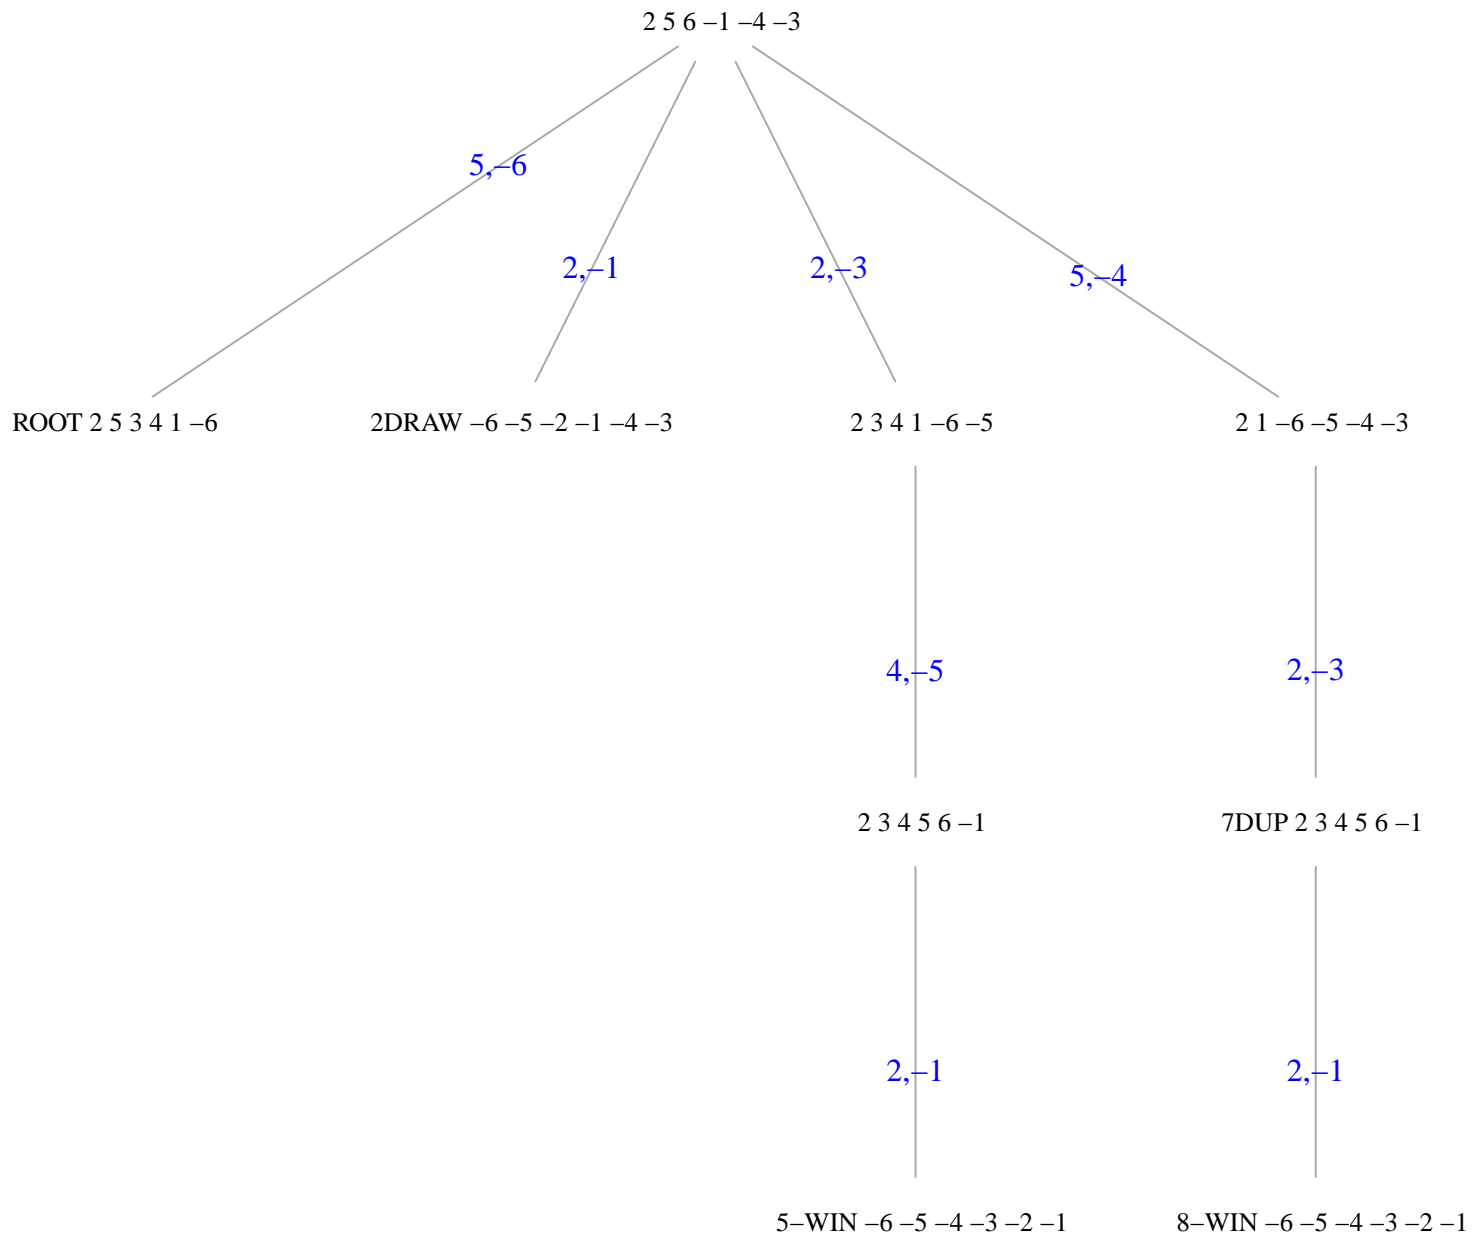 2 5 6 –1 –4 –3
5,–6
2,–1
2,–3
5,–4
ROOT 2 5 3 4 1 –6
2DRAW –6 –5 –2 –1 –4 –3
2 3 4 1 –6 –5
2 1 –6 –5 –4 –3
4,–5
2,–3
2 3 4 5 6 –1
7DUP 2 3 4 5 6 –1
2,–1
2,–1
5–WIN –6 –5 –4 –3 –2 –1
8–WIN –6 –5 –4 –3 –2 –1